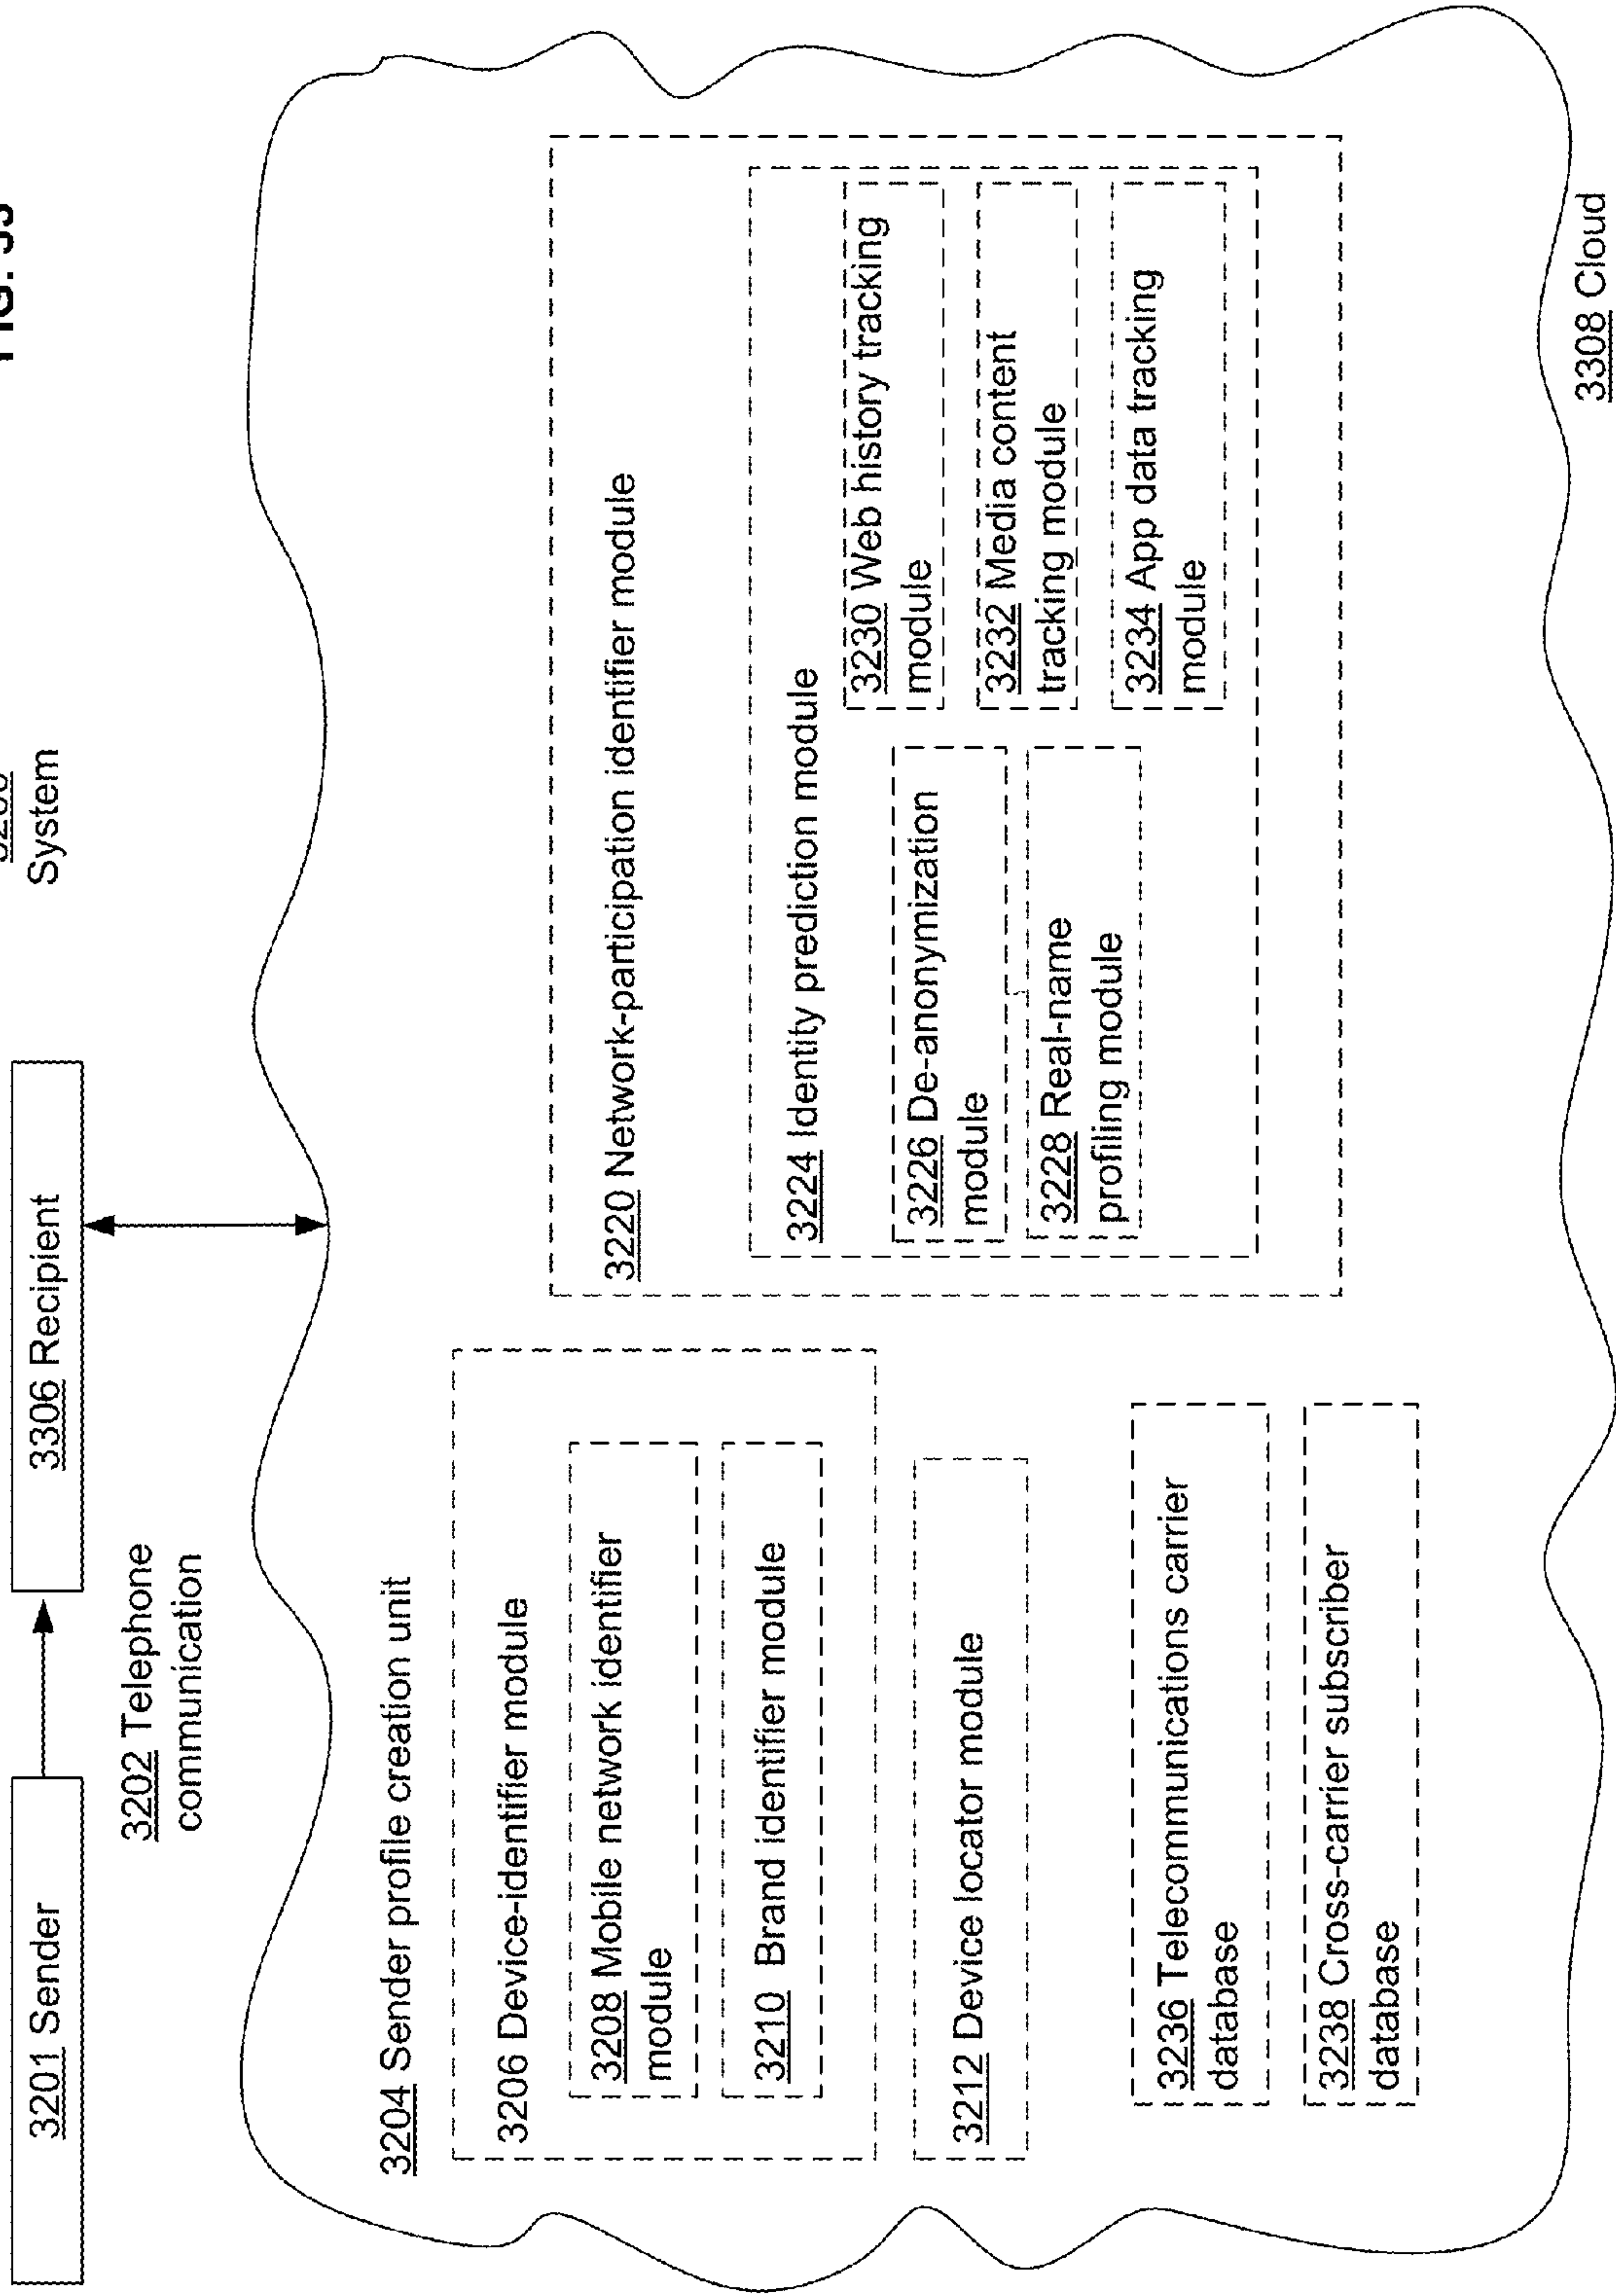 System
3201 Sender
3306 Recipient
3202 Telephone
communication
3204 Sender profile creation unit
3206 Device-identifier module
3208 Mobile network identifier
module
3210 Brand identifier module
3212 Device locator module
3236 Telecommunications carrier
database
3238 Cross-carrier subscriber
database
3220 Network-participation identifier module
3224 Identity prediction module
3226 De-anonymization
module
3228 Real-name
profiling module
3230 Web history tracking
module
3232 Media content
tracking module
3234 App data tracking
module
3308 Cloud